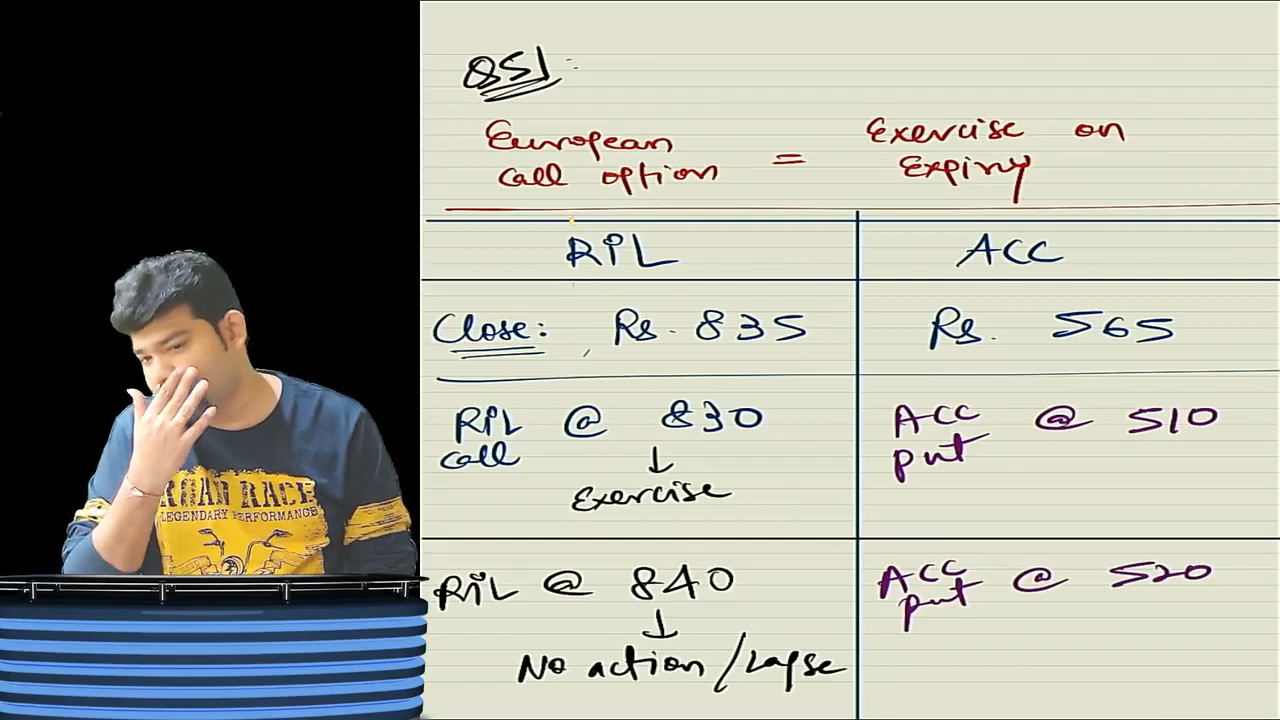 Q51:
European
call option = Exercise on
Expiry
RIL ACC
Close: Rs. 835 Rs. 565
RIL @ 830
call
↓
Exercise
ACC @ 510
put
RIL @ 840
↓
No action / Lapse
ACC @ 520
put
ROAD RACE
LEGENDARY PERFORMANCE